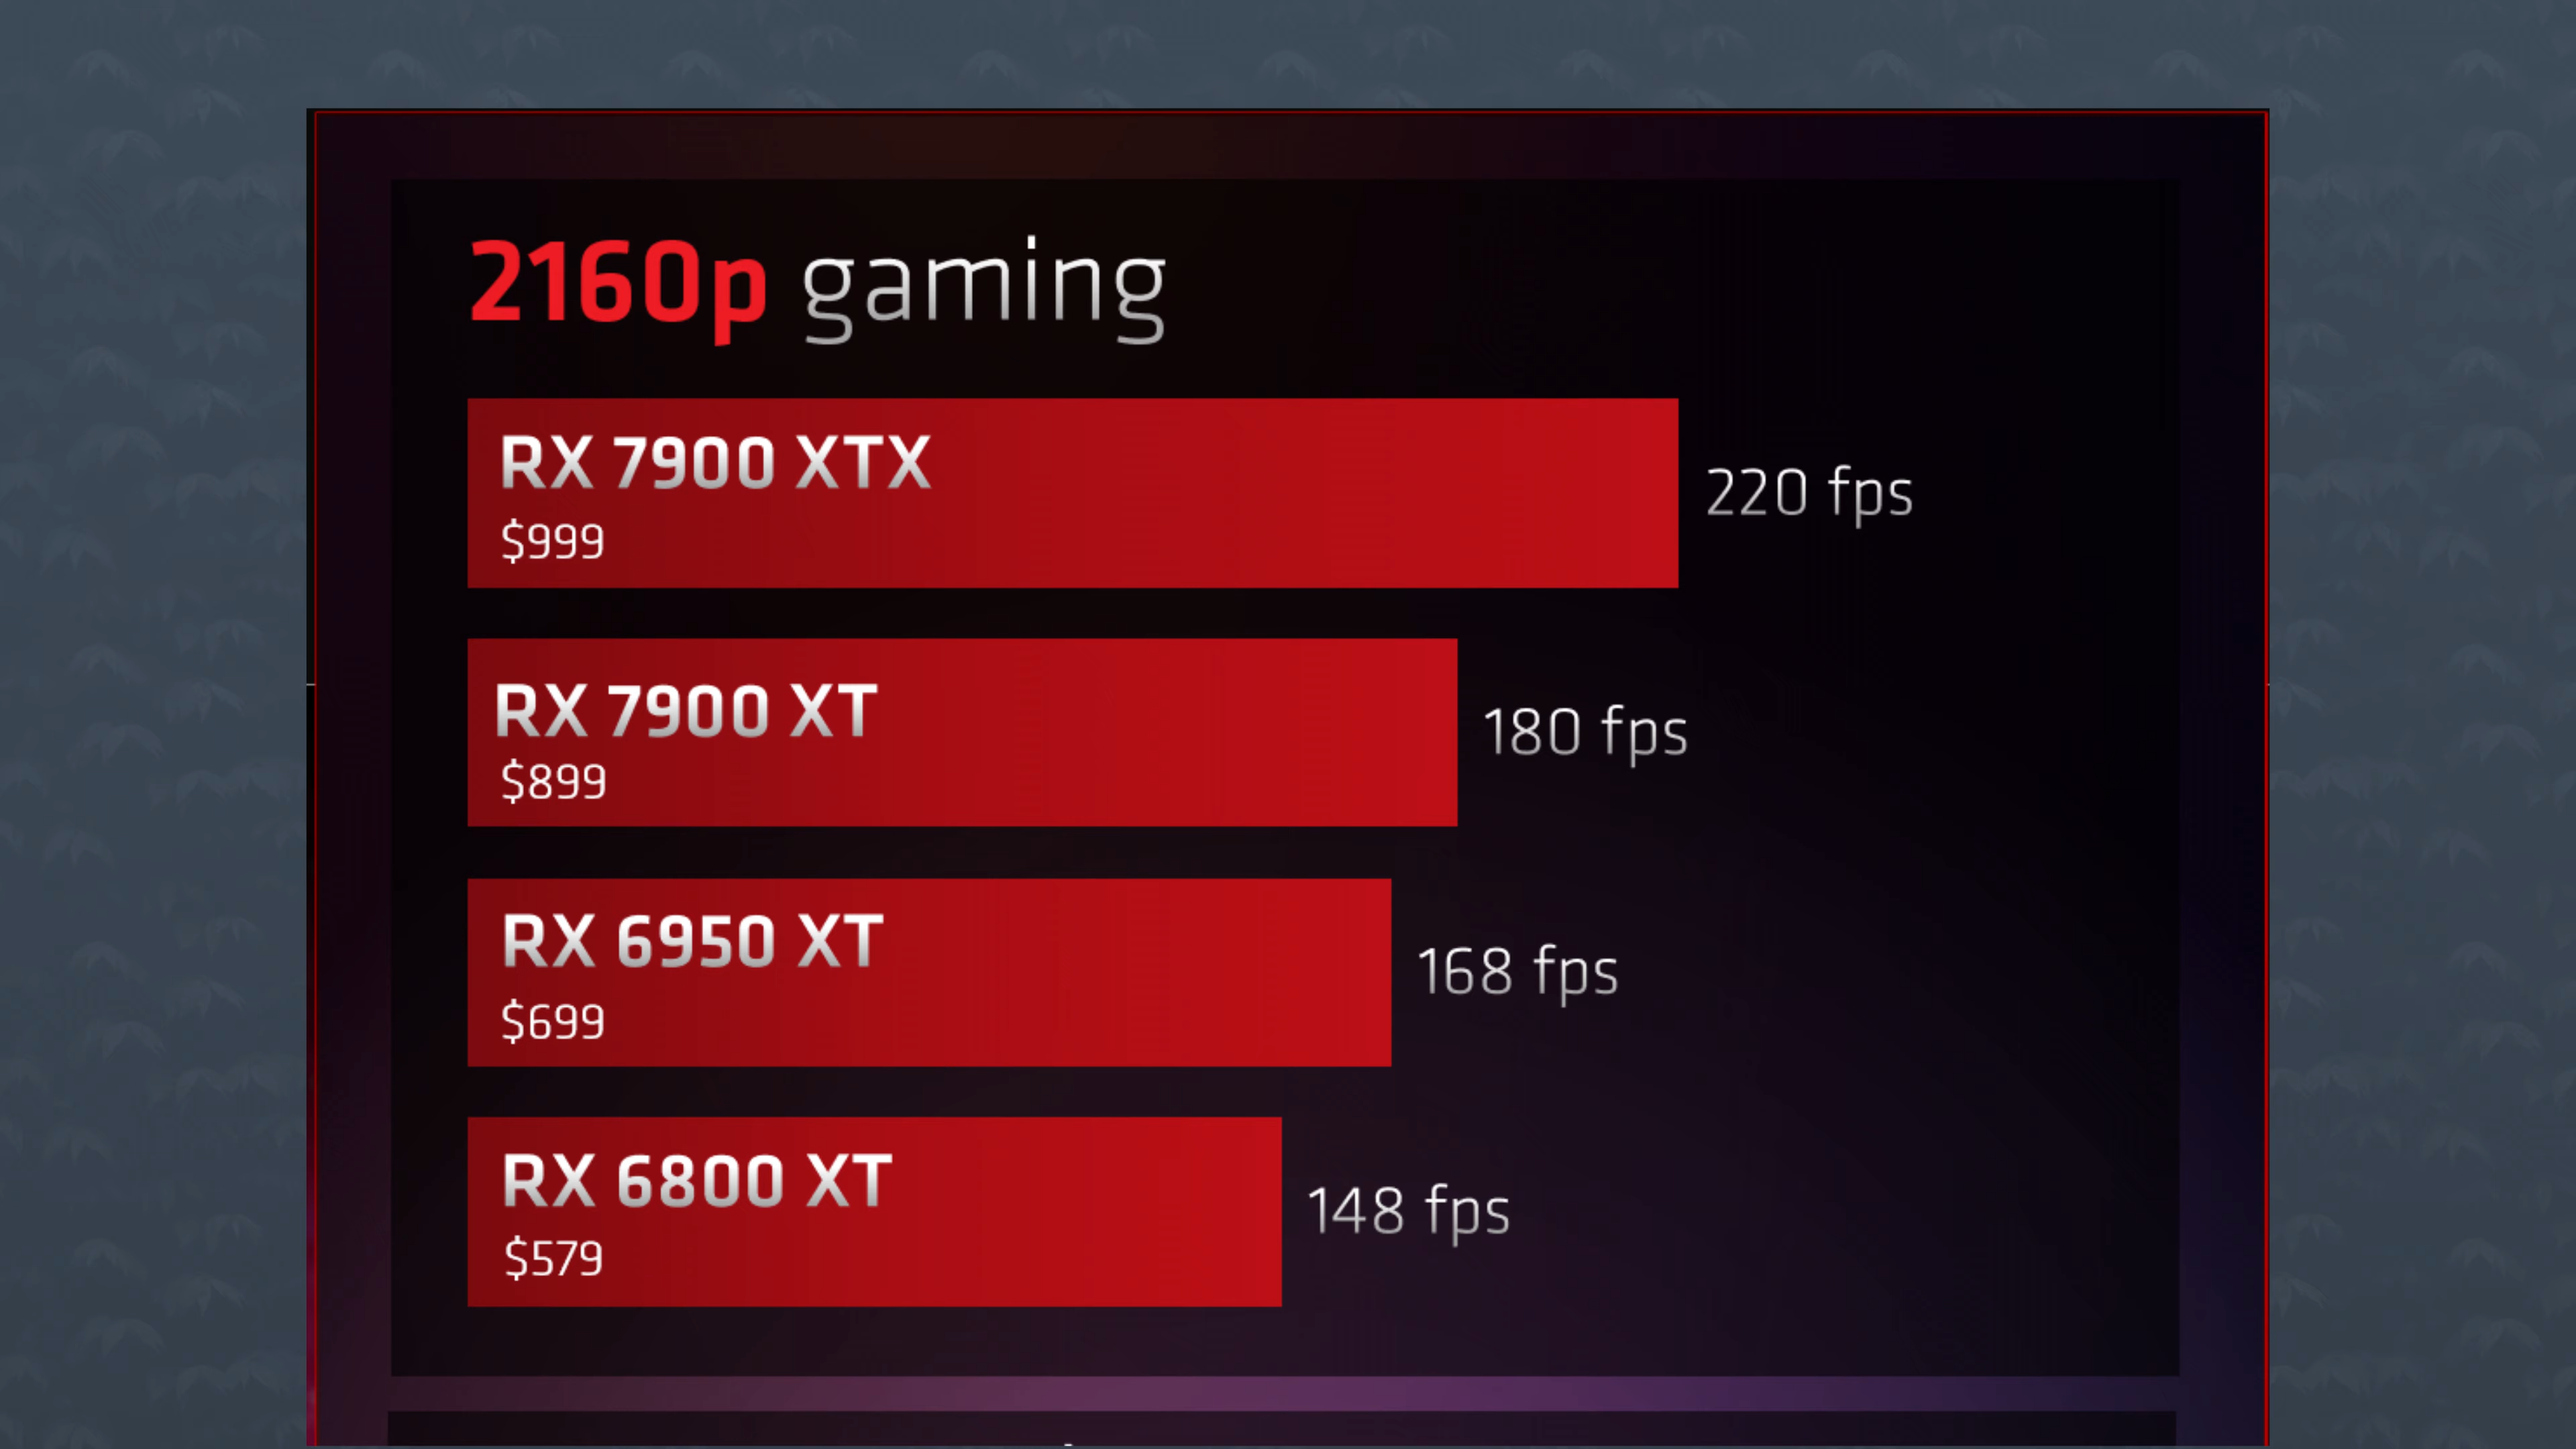 2160p gaming
RX 7900 XTX
$999
220 fps
RX 7900 XT
$899
180 fps
RX 6950 XT
$699
168 fps
RX 6800 XT
$579
148 fps